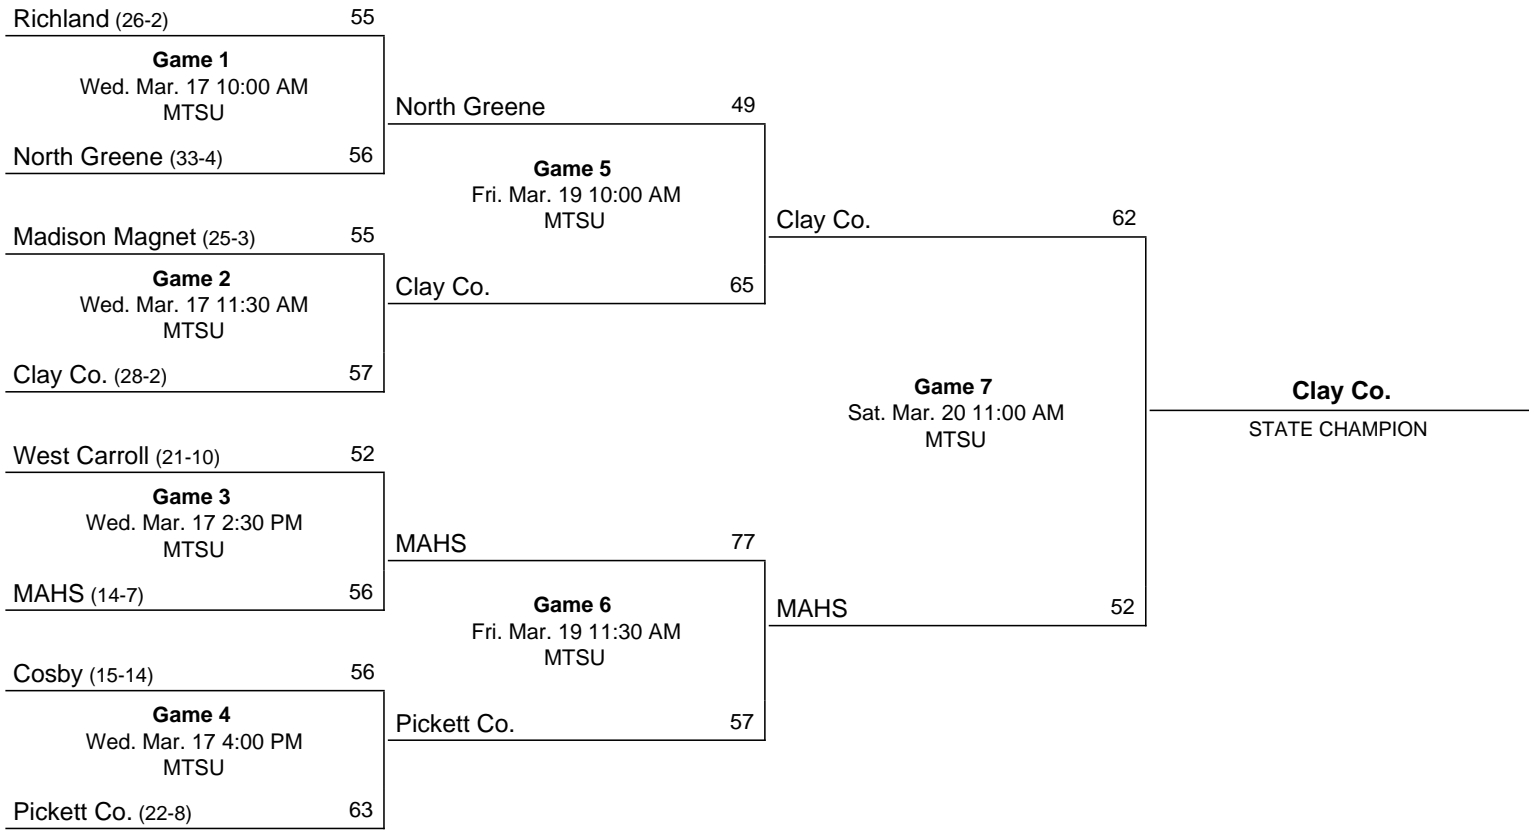 Richland (26-2) 55
Game 1
Wed. Mar. 17 10:00 AM
MTSU
North Greene (33-4) 56
Madison Magnet (25-3) 55
Game 2
Wed. Mar. 17 11:30 AM
MTSU
Clay Co. (28-2) 57
West Carroll (21-10) 52
Game 3
Wed. Mar. 17 2:30 PM
MTSU
MAHS (14-7) 56
Cosby (15-14) 56
Game 4
Wed. Mar. 17 4:00 PM
MTSU
Pickett Co. (22-8) 63
North Greene 49
Game 5
Fri. Mar. 19 10:00 AM
MTSU
Clay Co. 65
MAHS 77
Game 6
Fri. Mar. 19 11:30 AM
MTSU
Pickett Co. 57
Clay Co. 62
Game 7
Sat. Mar. 20 11:00 AM
MTSU
MAHS 52
Clay Co.
STATE CHAMPION